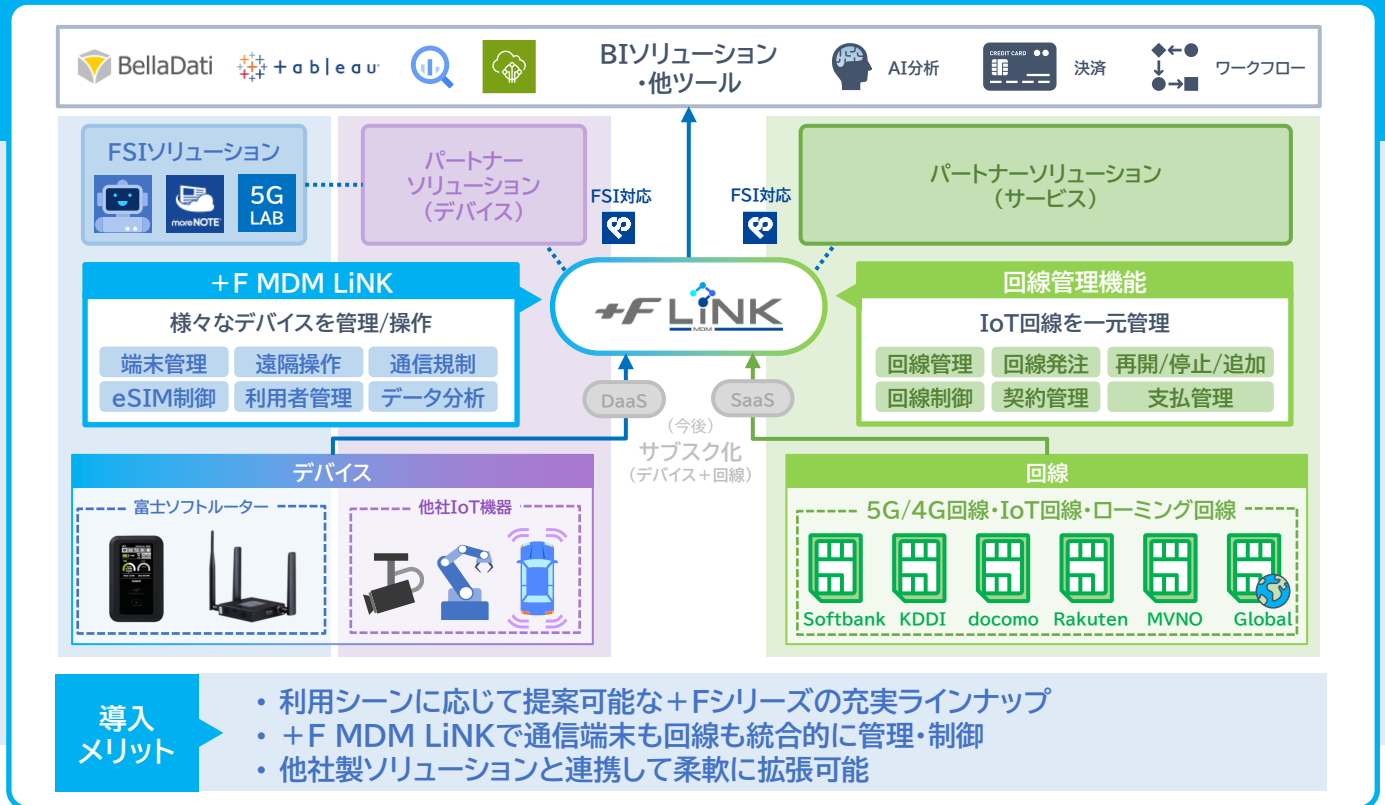 BellaDati
+ableau
BIソリューション
・他ツール
CREDIT CARD
AI分析
決済
ワークフロー
FSIソリューション
moreNOTE
5G
LAB
パートナー
ソリューション
（デバイス）
FSI対応
FSI対応
パートナーソリューション
（サービス）
＋F MDM LiNK
様々なデバイスを管理/操作
端末管理
遠隔操作
通信規制
eSIM制御
利用者管理
データ分析
+F LiNK
MDM
回線管理機能
IoT回線を一元管理
回線管理
回線発注
再開/停止/追加
回線制御
契約管理
支払管理
DaaS
SaaS
（今後）
サブスク化
（デバイス＋回線）
デバイス
富士ソフトルーター
他社IoT機器
回線
5G/4G回線・IoT回線・ローミング回線
Softbank
KDDI
docomo
Rakuten
MVNO
Global
導入
メリット
・ 利用シーンに応じて提案可能な＋Fシリーズの充実ラインナップ
・ ＋F MDM LiNKで通信端末も回線も統合的に管理・制御
・ 他社製ソリューションと連携して柔軟に拡張可能